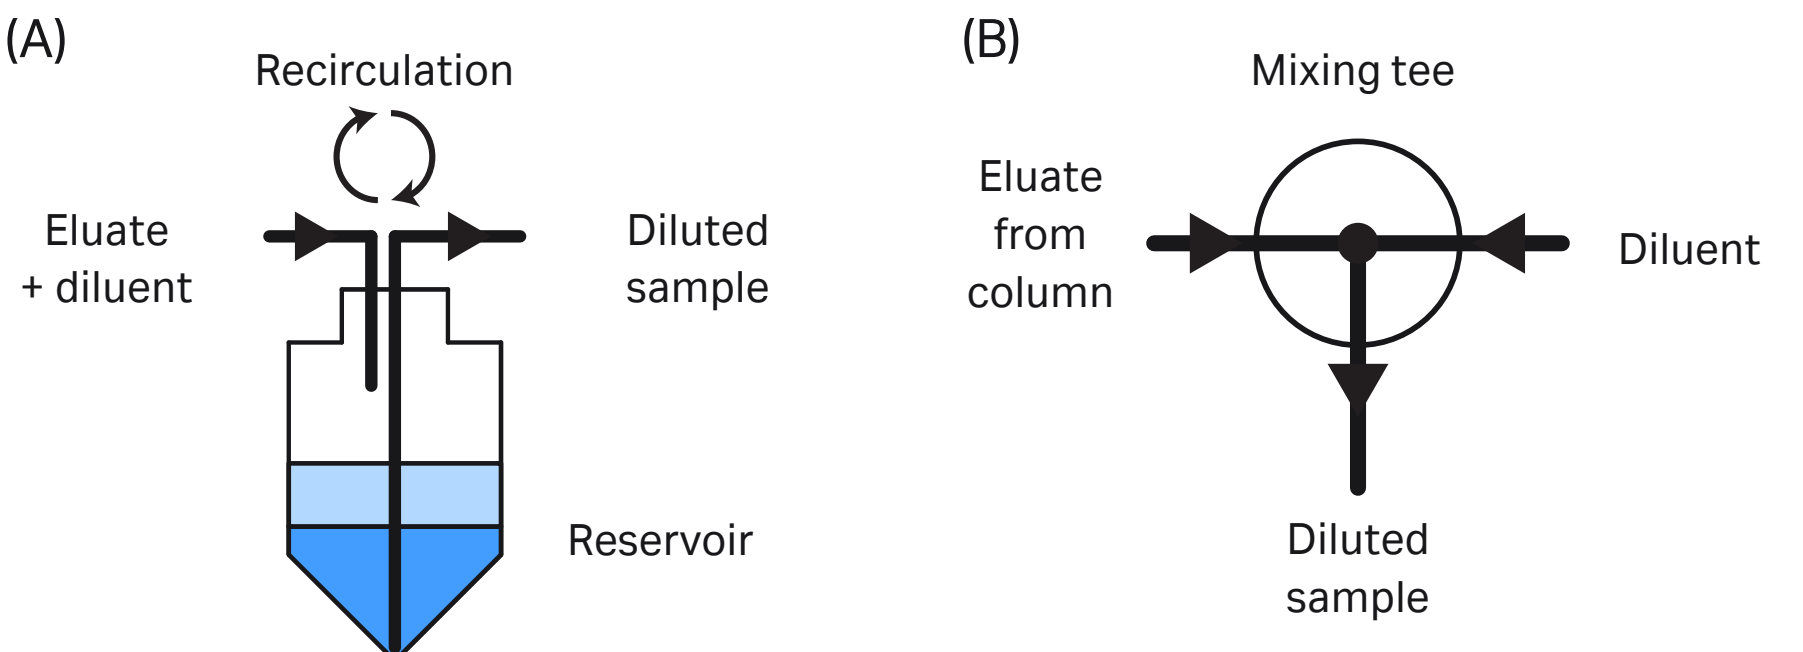 (A)
Recirculation
Eluate
+ diluent
Diluted
sample
Reservoir
(B)
Mixing tee
Eluate
from
column
Diluent
Diluted
sample